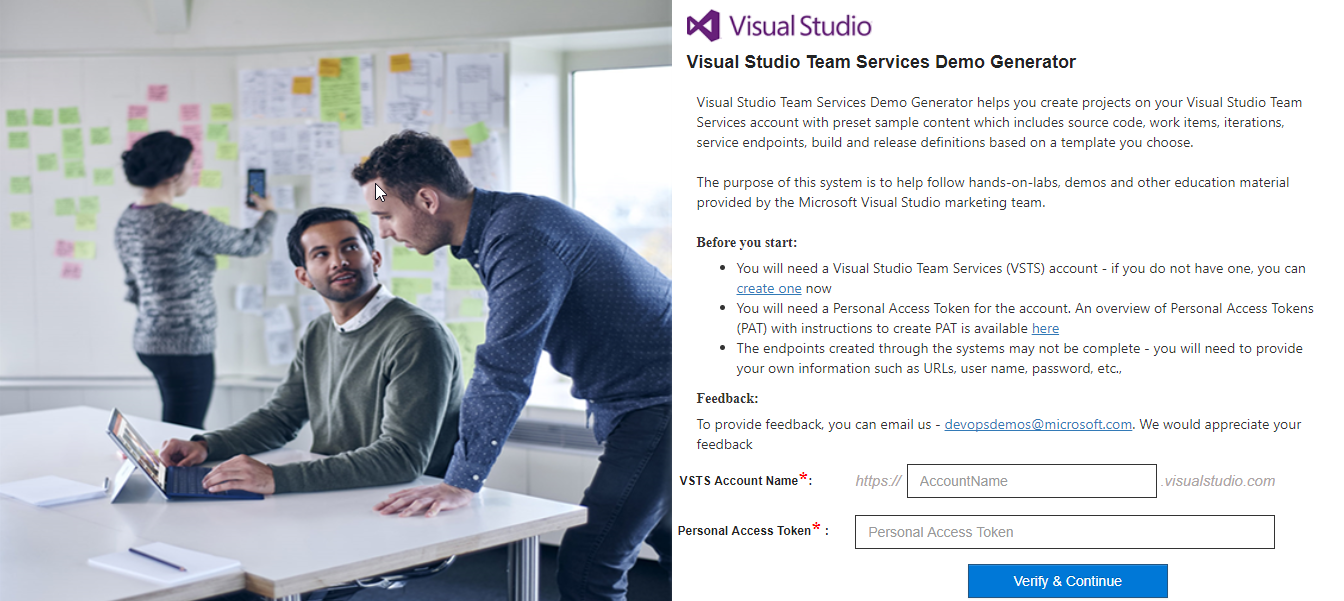 Visual Studio
Visual Studio Team Services Demo Generator
Visual Studio Team Services Demo Generator helps you create projects on your Visual Studio Team
Services account with preset sample content which includes source code, work items, iterations,
service endpoints, build and release definitions based on a template you choose.
The purpose of this system is to help follow hands-on-labs, demos and other education material
provided by the Microsoft Visual Studio marketing team.
Before you start:
• You will need a Visual Studio Team Services (VSTS) account - if you do not have one, you can
create one now
• You will need a Personal Access Token for the account. An overview of Personal Access Tokens
(PAT) with instructions to create PAT is available here
• The endpoints created through the systems may not be complete - you will need to provide
your own information such as URLs, user name, password, etc.,
Feedback:
To provide feedback, you can email us - devopsdemos@microsoft.com. We would appreciate your
feedback
VSTS Account Name*: https:// AccountName .visualstudio.com
Personal Access Token* : Personal Access Token
Verify & Continue